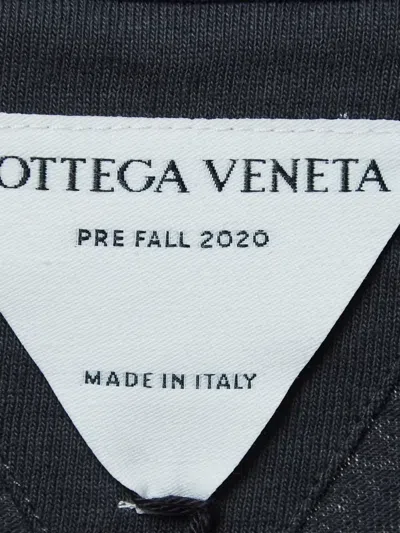 OTTEGA VENETA
PRE FALL 2020
MADE IN ITALY